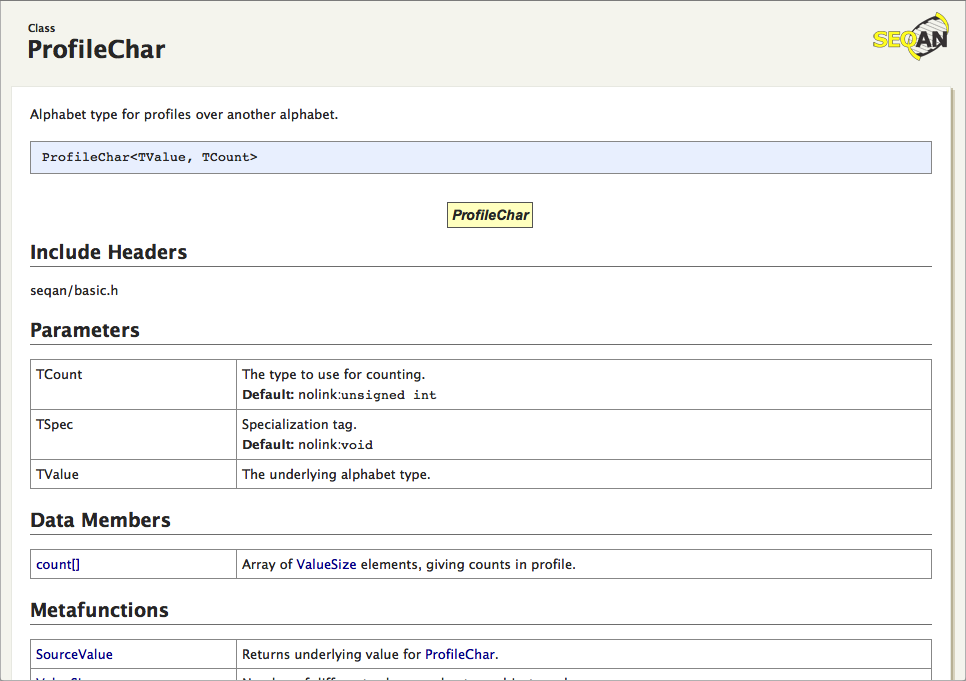 Class
ProfileChar
SEQAN
Alphabet type for profiles over another alphabet.
ProfileChar<TValue, TCount>
ProfileChar
Include Headers
seqan/basic.h
Parameters
TCount The type to use for counting.
Default: nolink:unsigned int
TSpec Specialization tag.
Default: nolink:void
TValue The underlying alphabet type.
Data Members
count[] Array of ValueSize elements, giving counts in profile.
Metafunctions
SourceValue Returns underlying value for ProfileChar.